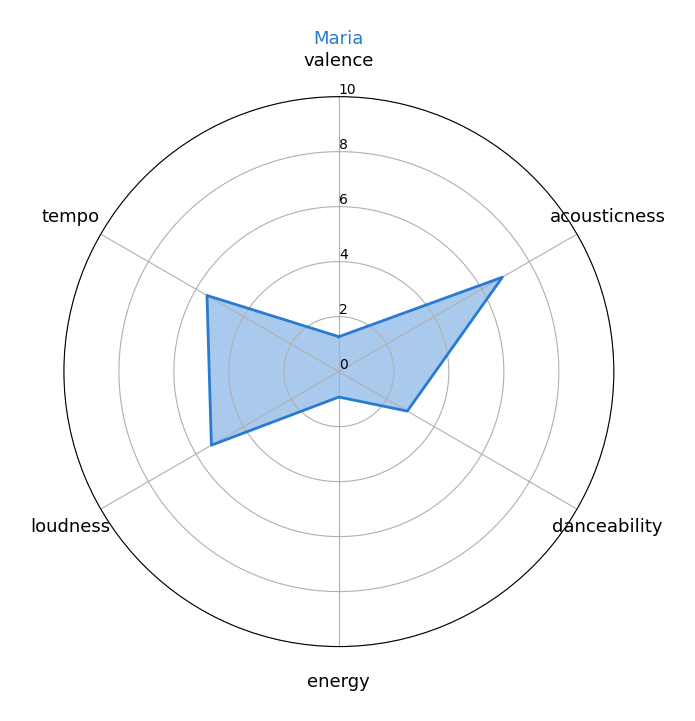 Maria
valence
10
8
tempo
acousticness
6
4
2
0
loudness
danceability
energy